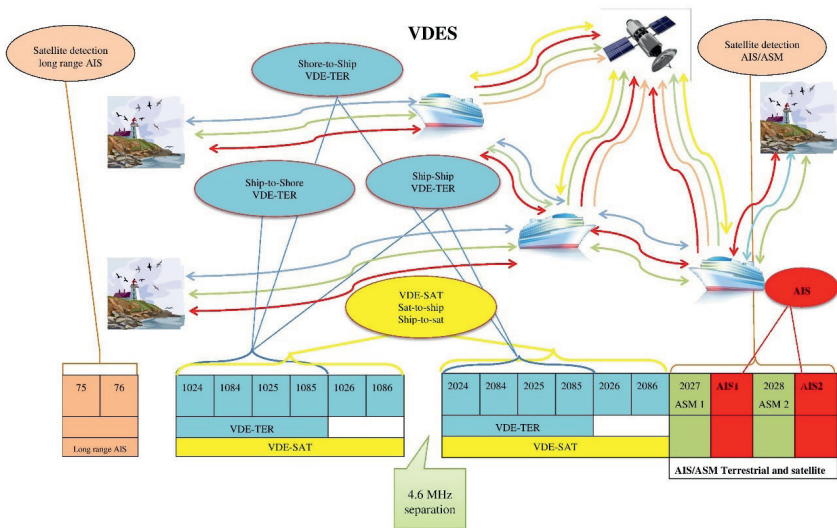 VDES
Satellite detection
long range AIS
Shore-to-Ship
VDE-TER
Satellite detection
AIS/ASM
Ship-to-Shore
VDE-TER
Ship-Ship
VDE-TER
VDE-SAT
Sat-to-ship
Ship-to-sat
AIS
75 76
Long range AIS
1024 1084 1025 1085 1026 1086
VDE-TER
VDE-SAT
2024 2084 2025 2085 2026 2086
VDE-TER
VDE-SAT
2027 AIS1 2028 AIS2
ASM 1 ASM 2
AIS/ASM Terrestrial and satellite
4.6 MHz
separation